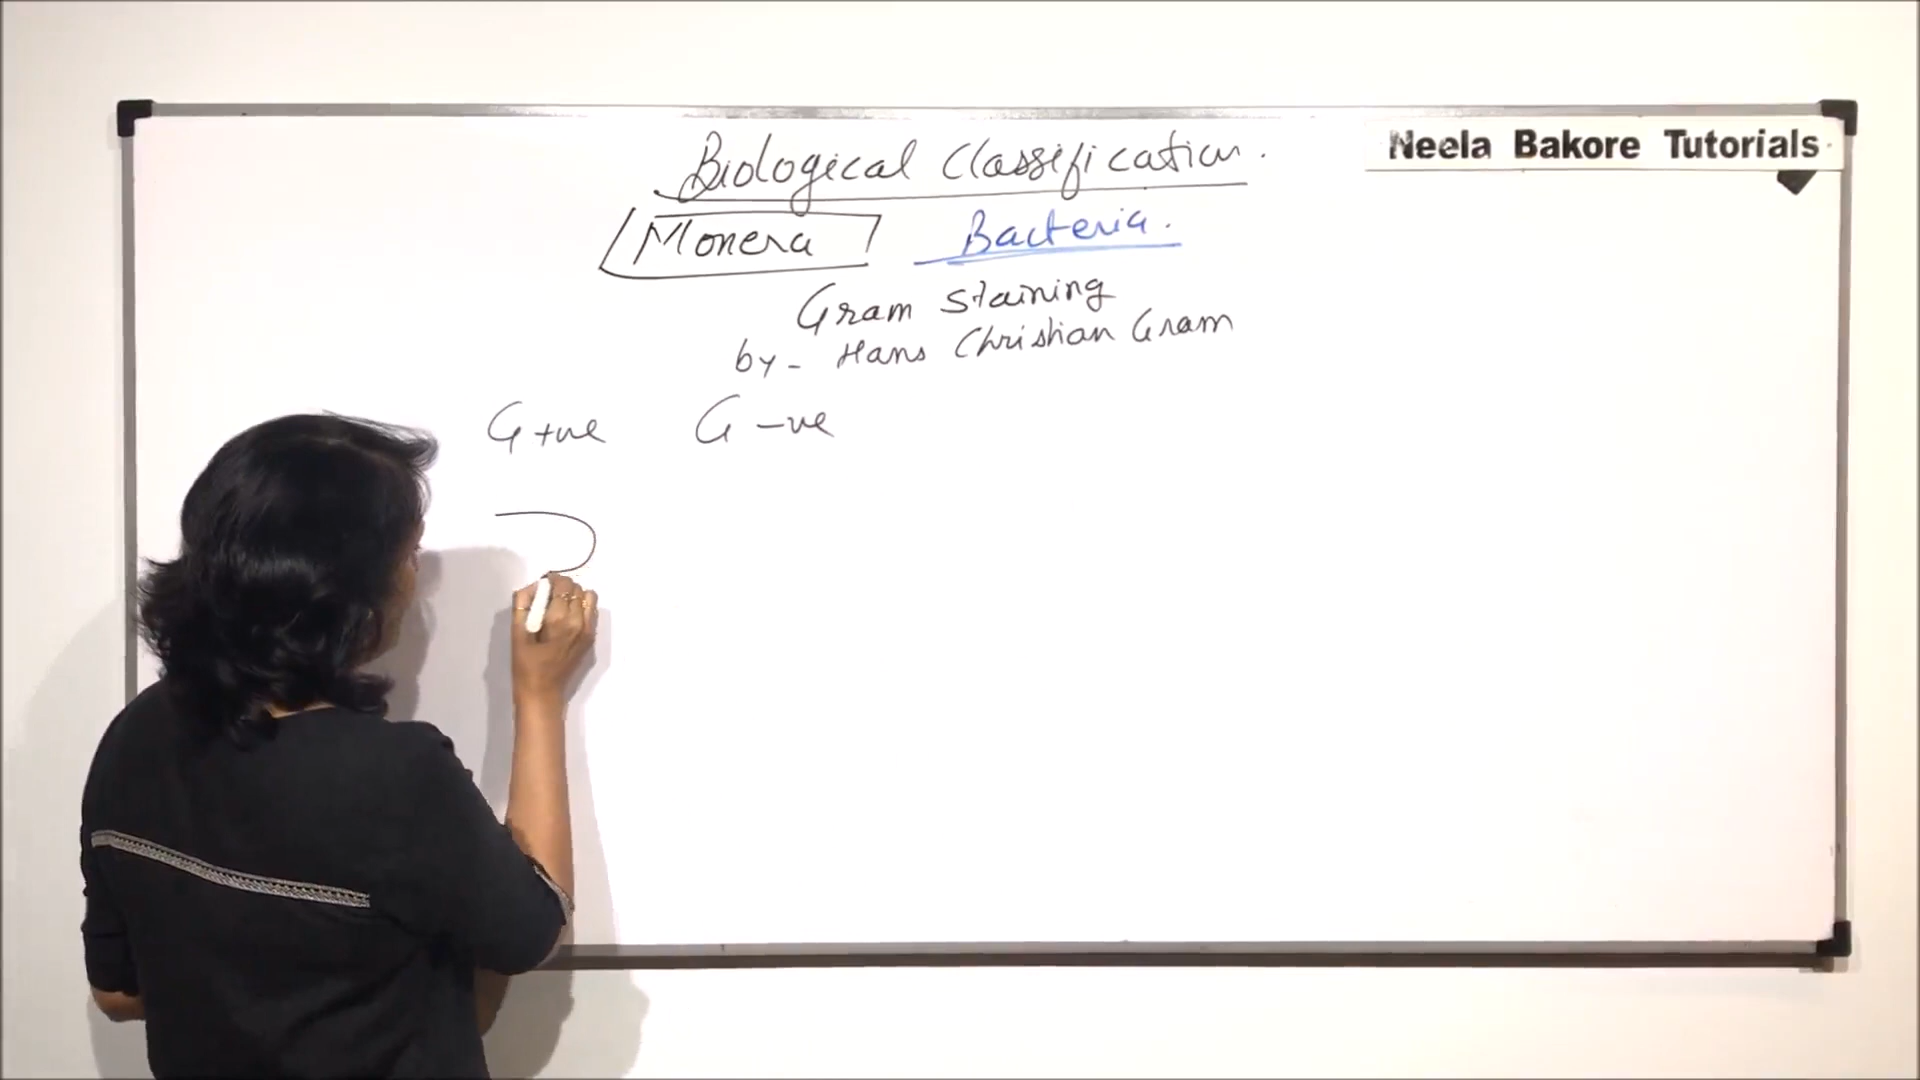 Neela Bakore Tutorials
Biological Classification.
Monera Bacteria.
Gram Staining
by - Hans Christian Gram
G +ve G -ve